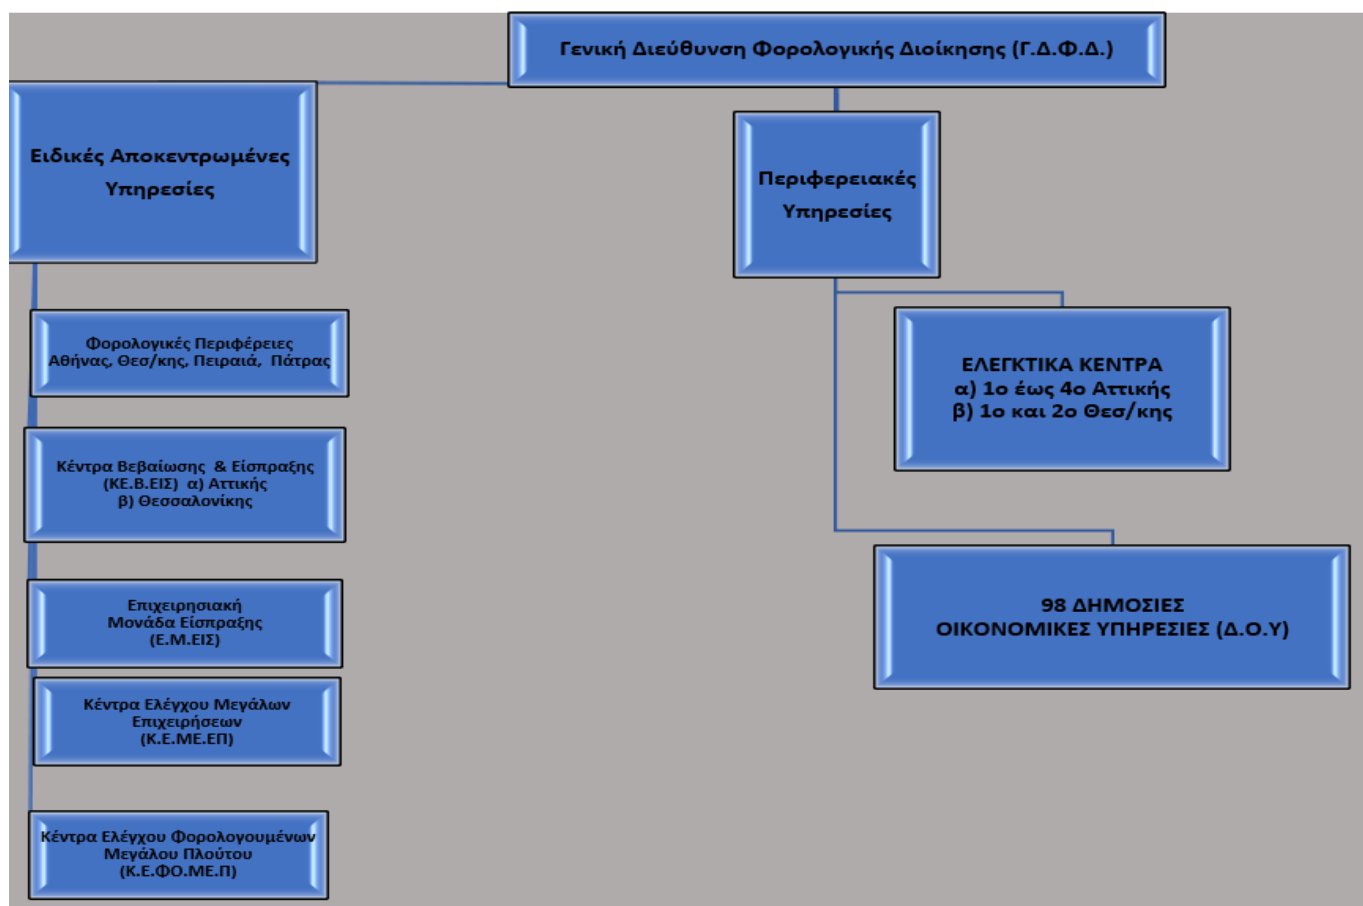 Γενική Διεύθυνση Φορολογικής Διοίκησης (Γ.Δ.Φ.Δ.)
Ειδικές Αποκεντρωμένες
Υπηρεσίες
Περιφερειακές
Υπηρεσίες
Φορολογικές Περιφέρειες
Αθήνας, Θεσ/κης, Πειραιά, Πάτρας
Κέντρα Βεβαίωσης & Είσπραξης
(ΚΕ.Β.ΕΙΣ) α) Αττικής
β) Θεσσαλονίκης
Επιχειρησιακή
Μονάδα Είσπραξης
(Ε.Μ.ΕΙΣ)
Κέντρα Ελέγχου Μεγάλων
Επιχειρήσεων
(Κ.Ε.ΜΕ.ΕΠ)
Κέντρα Ελέγχου Φορολογουμένων
Μεγάλου Πλούτου
(Κ.Ε.ΦΟ.ΜΕ.Π)
ΕΛΕΓΚΤΙΚΑ ΚΕΝΤΡΑ
α) 1ο έως 4ο Αττικής
β) 1ο και 2ο Θεσ/κης
98 ΔΗΜΟΣΙΕΣ
ΟΙΚΟΝΟΜΙΚΕΣ ΥΠΗΡΕΣΙΕΣ (Δ.Ο.Υ)